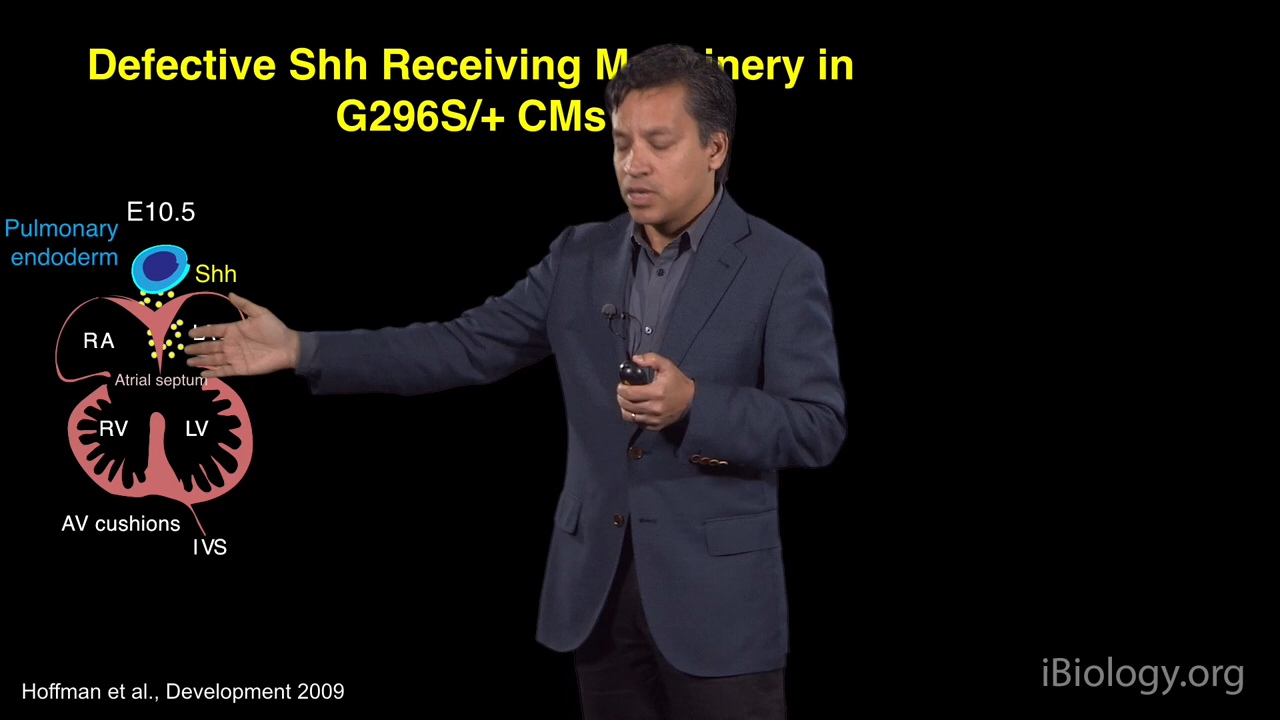 Defective Shh Receiving in
G296S/+ CMs
E10.5
Pulmonary
endoderm
Shh
RA
Atrial septum
RV LV
AV cushions
IVS
Hoffman et al., Development 2009
iBiology.org